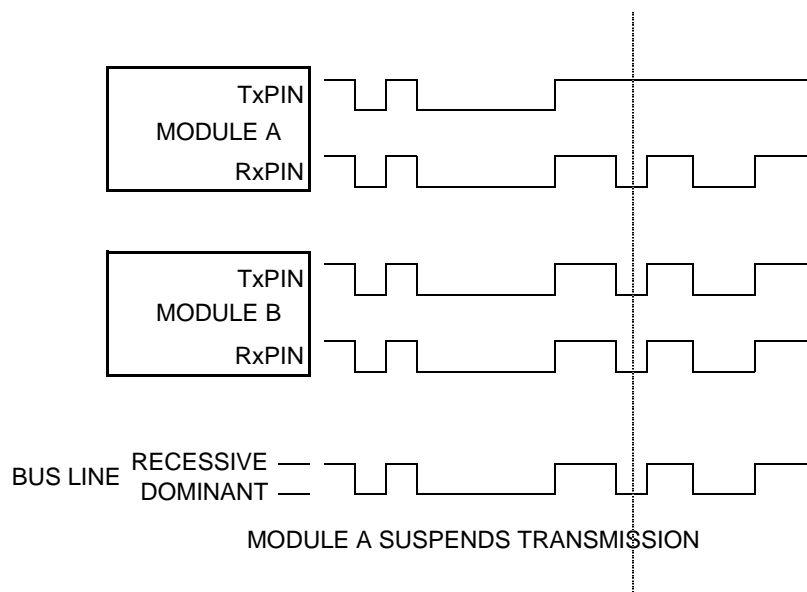 TxPIN
MODULE A
RxPIN
TxPIN
MODULE B
RxPIN
BUS LINE
RECESSIVE
DOMINANT
MODULE A SUSPENDS TRANSMISSION